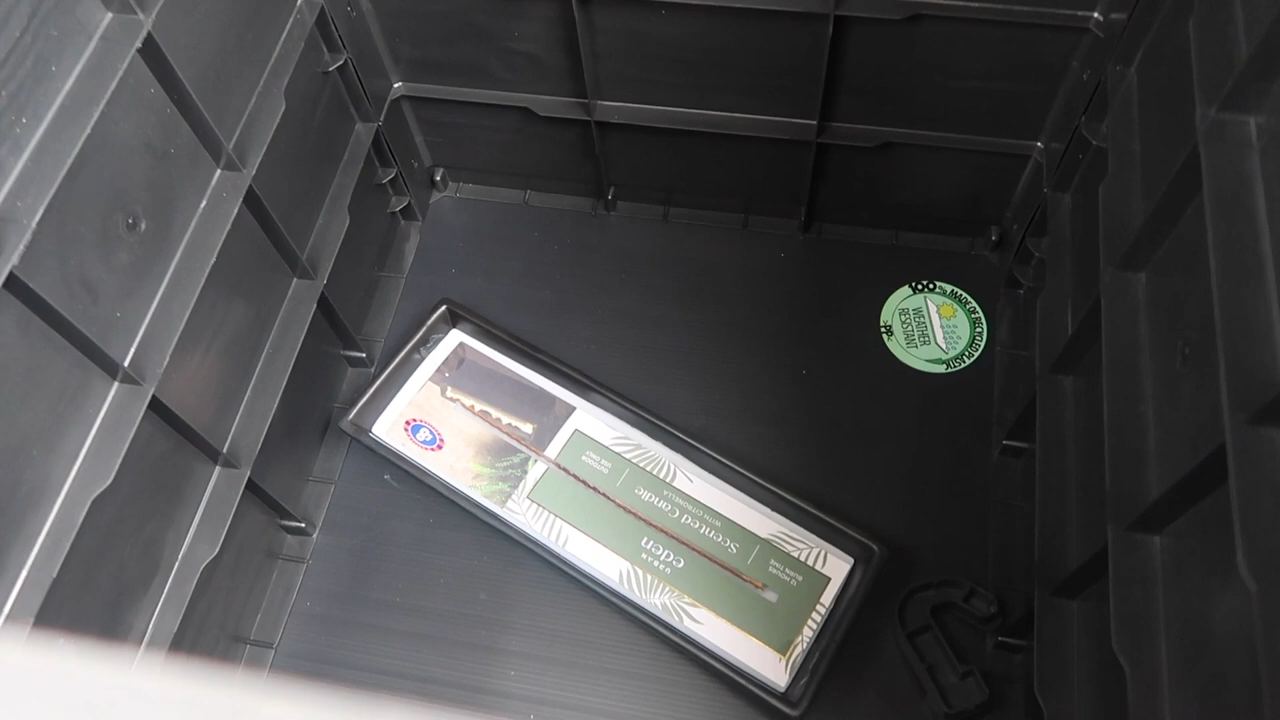 100% MADE OF RECYCLED PLASTIC
WEATHER
RESISTANT
>PP<
URBAN
eden
Scented Candle
WITH CITRONELLA
12 HOURS
BURN TIME
OUTDOOR
USE ONLY